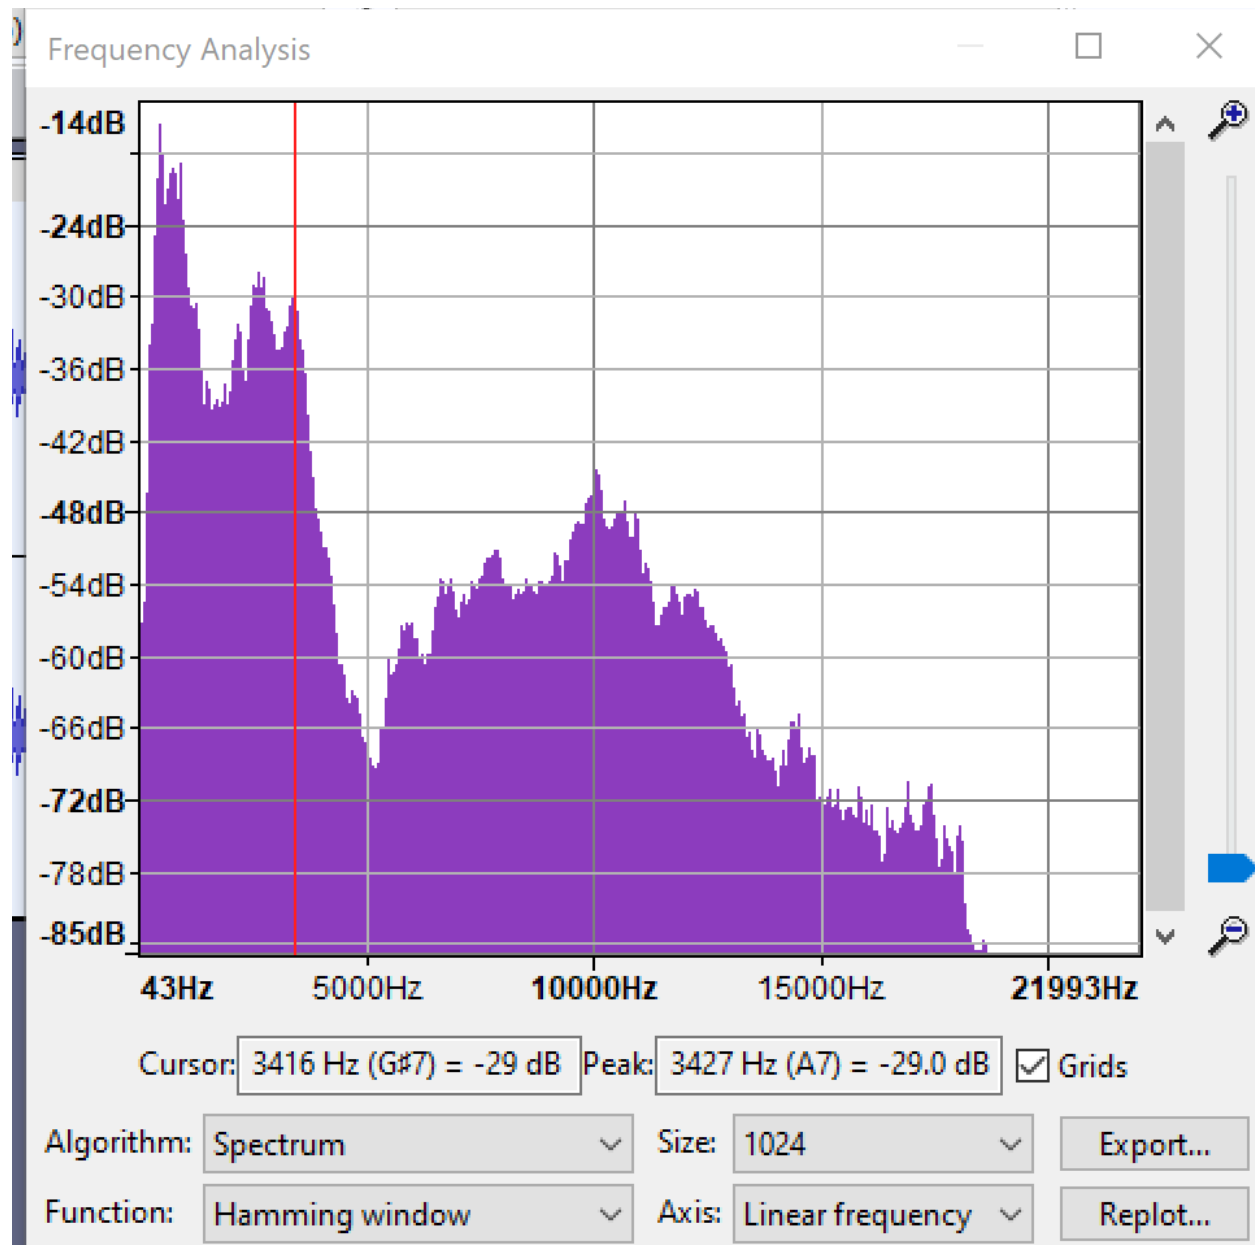 Frequency Analysis
-14dB
-24dB
-30dB
-36dB
-42dB
-48dB
-54dB
-60dB
-66dB
-72dB
-78dB
-85dB
43Hz 5000Hz 10000Hz 15000Hz 21993Hz
Cursor: 3416 Hz (G♯7) = -29 dB Peak: 3427 Hz (A7) = -29.0 dB Grids
Algorithm: Spectrum Size: 1024 Export...
Function: Hamming window Axis: Linear frequency Replot...